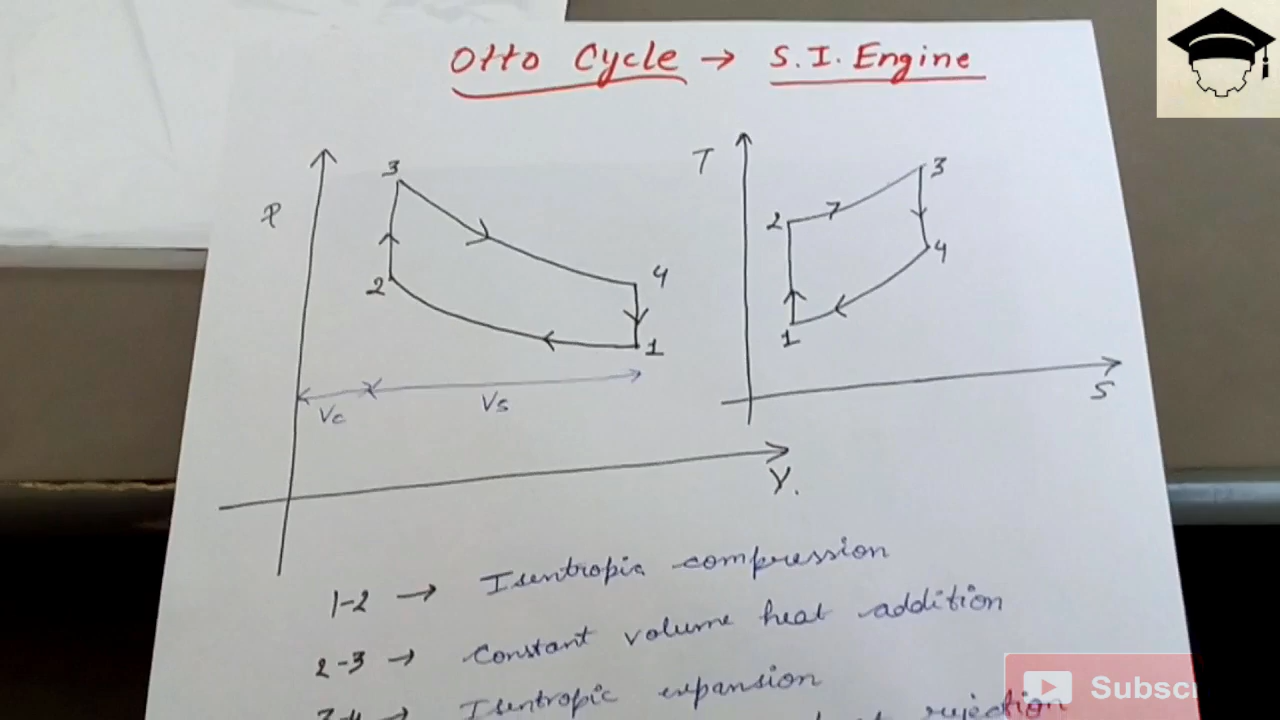 Otto Cycle → S.I. Engine
P
3
2
4
1
Vc
Vs
V.
T
2
3
4
1
S
1-2 → Isentropic compression
2-3 → Constant volume heat addition
3-4 → Isentropic expansion
rejection
Subscr